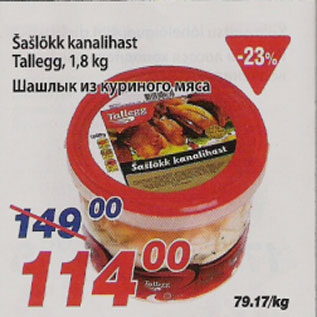 Šašlõkk kanalihast
Tallegg, 1,8 kg
Шашлык из куриного мяса
-23%
Tallegg
Šašlõkk kanalihast
149 00
114 00
Tallegg
79.17/kg